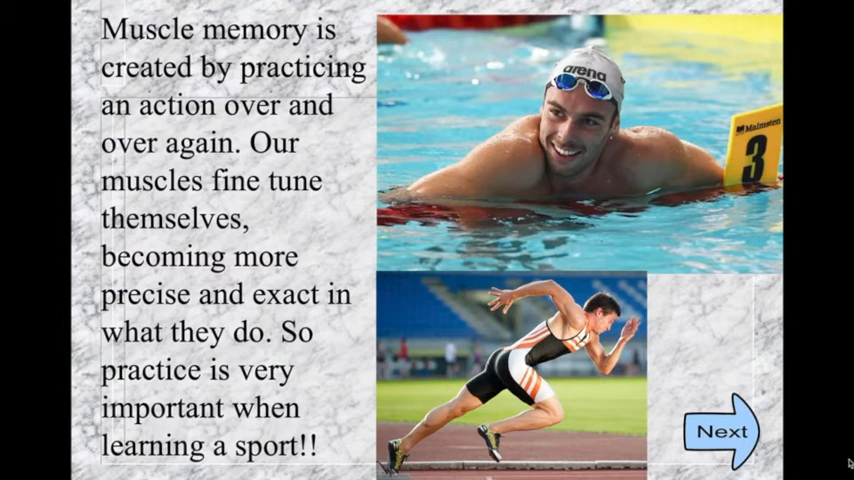 Muscle memory is
created by practicing
an action over and
over again. Our
muscles fine tune
themselves,
becoming more
precise and exact in
what they do. So
practice is very
important when
learning a sport!!
arena
Malmsten
3
Next